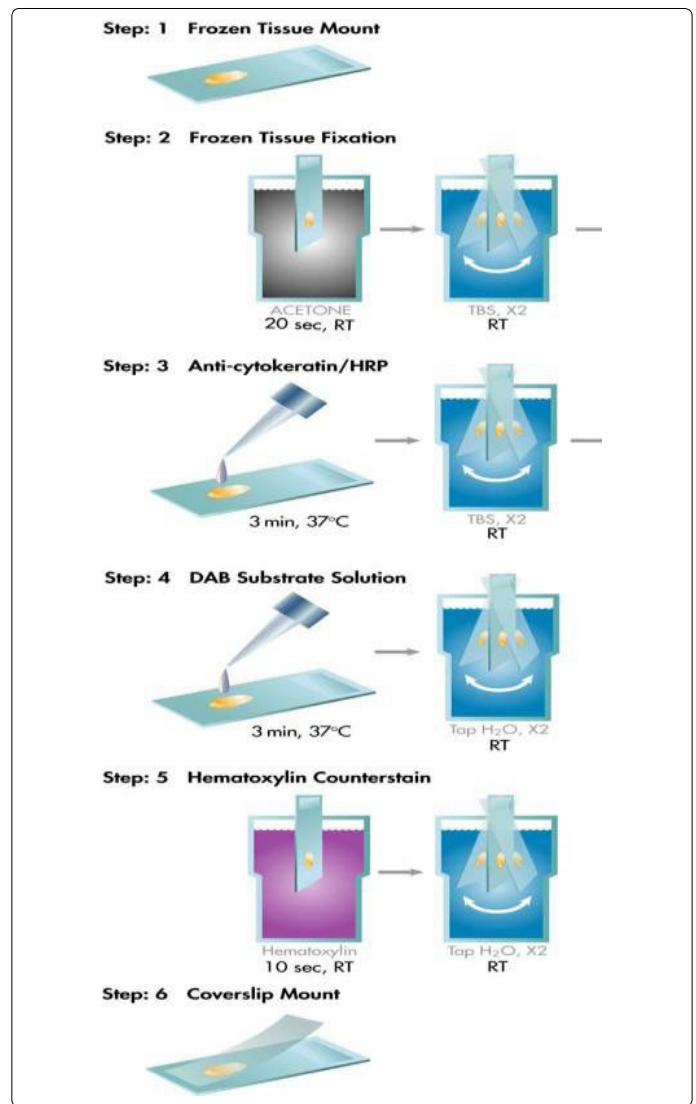 Step: 1 Frozen Tissue Mount
Step: 2 Frozen Tissue Fixation
ACETONE
20 sec, RT
TBS, X2
RT
Step: 3 Anti-cytokeratin/HRP
3 min, 37°C
TBS, X2
RT
Step: 4 DAB Substrate Solution
3 min, 37°C
Tap H₂O, X2
RT
Step: 5 Hematoxylin Counterstain
Hematoxylin
10 sec, RT
Tap H₂O, X2
RT
Step: 6 Coverslip Mount